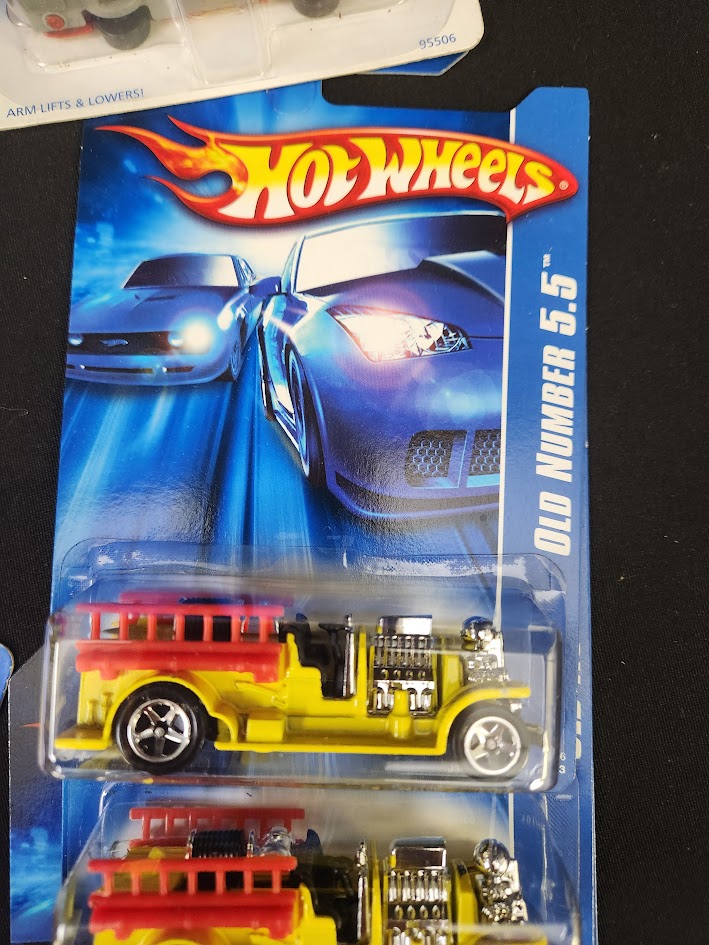 95506
ARM LIFTS & LOWERS!
HOT WHEELS®
OLD NUMBER 5.5™